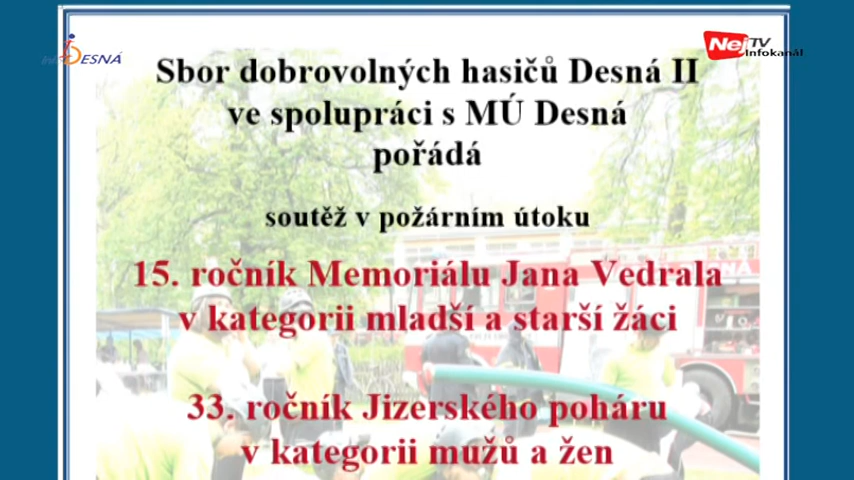 DESNÁ
Nej TV
Infokanál
Sbor dobrovolných hasičů Desná II
ve spolupráci s MÚ Desná
pořádá
soutěž v požárním útoku
15. ročník Memoriálu Jana Vedrala
v kategorii mladší a starší žáci
33. ročník Jizerského poháru
v kategorii mužů a žen